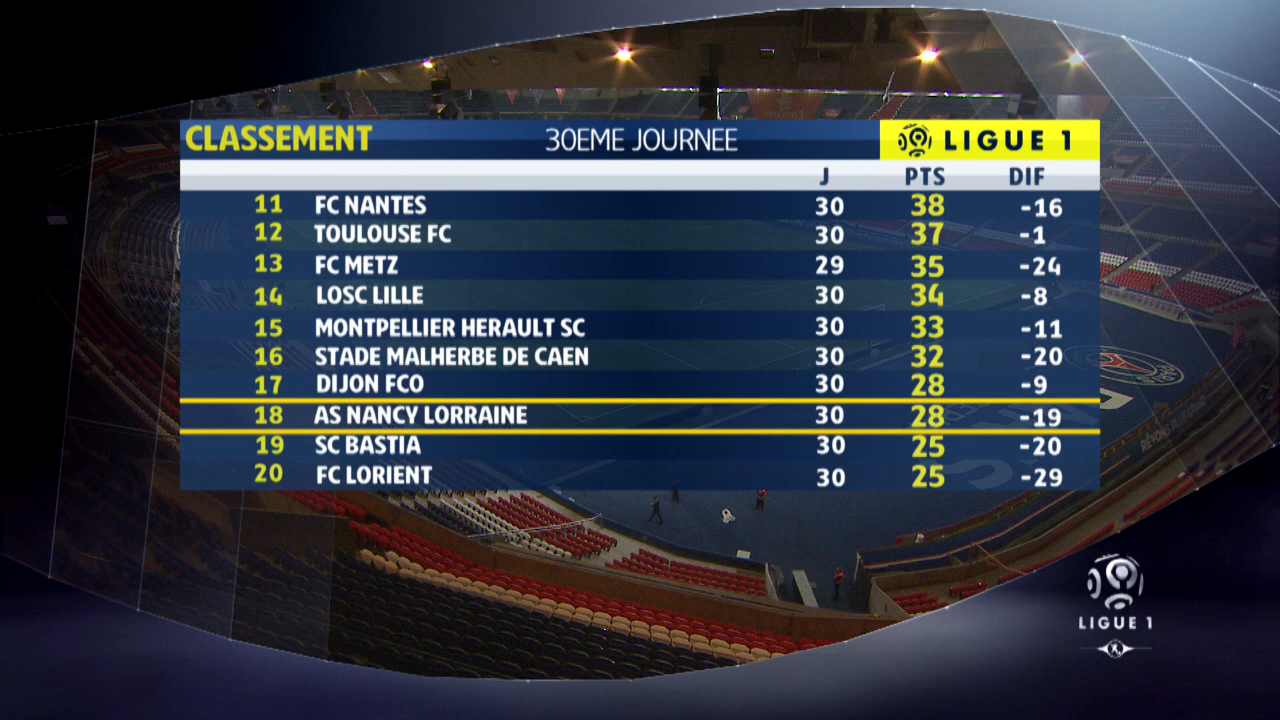 CLASSEMENT 30EME JOURNEE LIGUE 1
J PTS DIF
11 FC NANTES 30 38 -16
12 TOULOUSE FC 30 37 -1
13 FC METZ 29 35 -24
14 LOSC LILLE 30 34 -8
15 MONTPELLIER HERAULT SC 30 33 -11
16 STADE MALHERBE DE CAEN 30 32 -20
17 DIJON FCO 30 28 -9
18 AS NANCY LORRAINE 30 28 -19
19 SC BASTIA 30 25 -20
20 FC LORIENT 30 25 -29
LIGUE 1